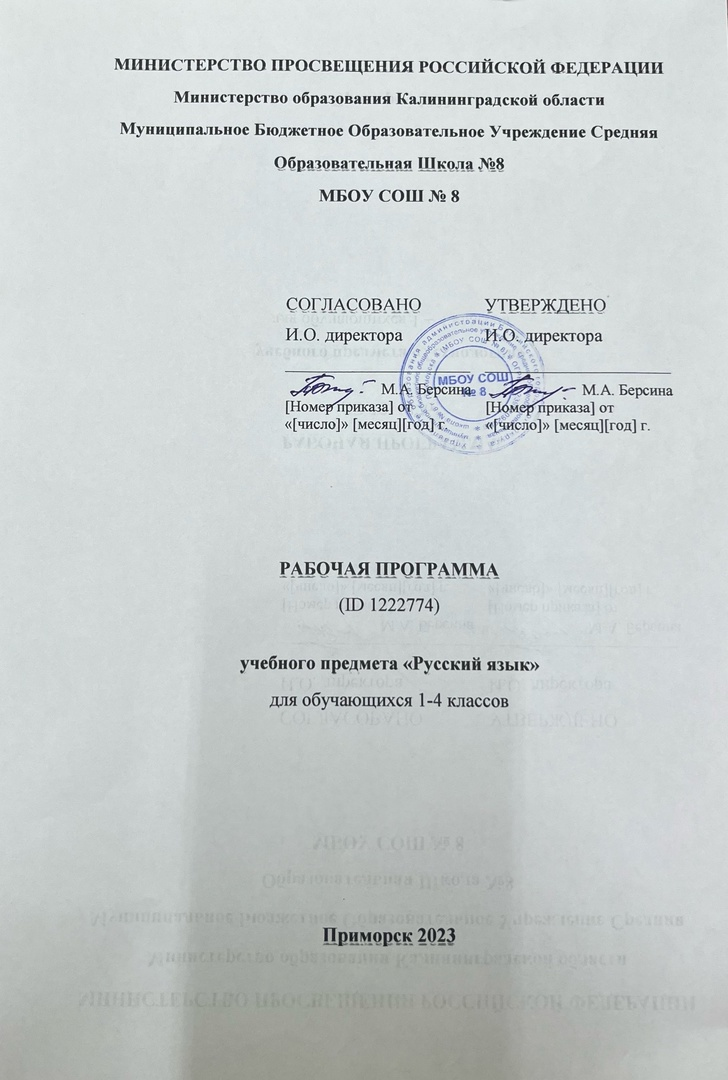 МИНИСТЕРСТВО ПРОСВЕЩЕНИЯ РОССИЙСКОЙ ФЕДЕРАЦИИ
Министерство образования Калининградской области
Муниципальное Бюджетное Образовательное Учреждение Средняя
Образовательная Школа №8
МБОУ СОШ № 8
СОГЛАСОВАНО УТВЕРЖДЕНО
И.О. директора И.О. директора
М.А. Берсина М.А. Берсина
[Номер приказа] от [Номер приказа] от
«[число]» [месяц][год] г. «[число]» [месяц][год] г.
МБОУ СОШ
№ 8
РАБОЧАЯ ПРОГРАММА
(ID 1222774)
учебного предмета «Русский язык»
для обучающихся 1-4 классов
Приморск 2023